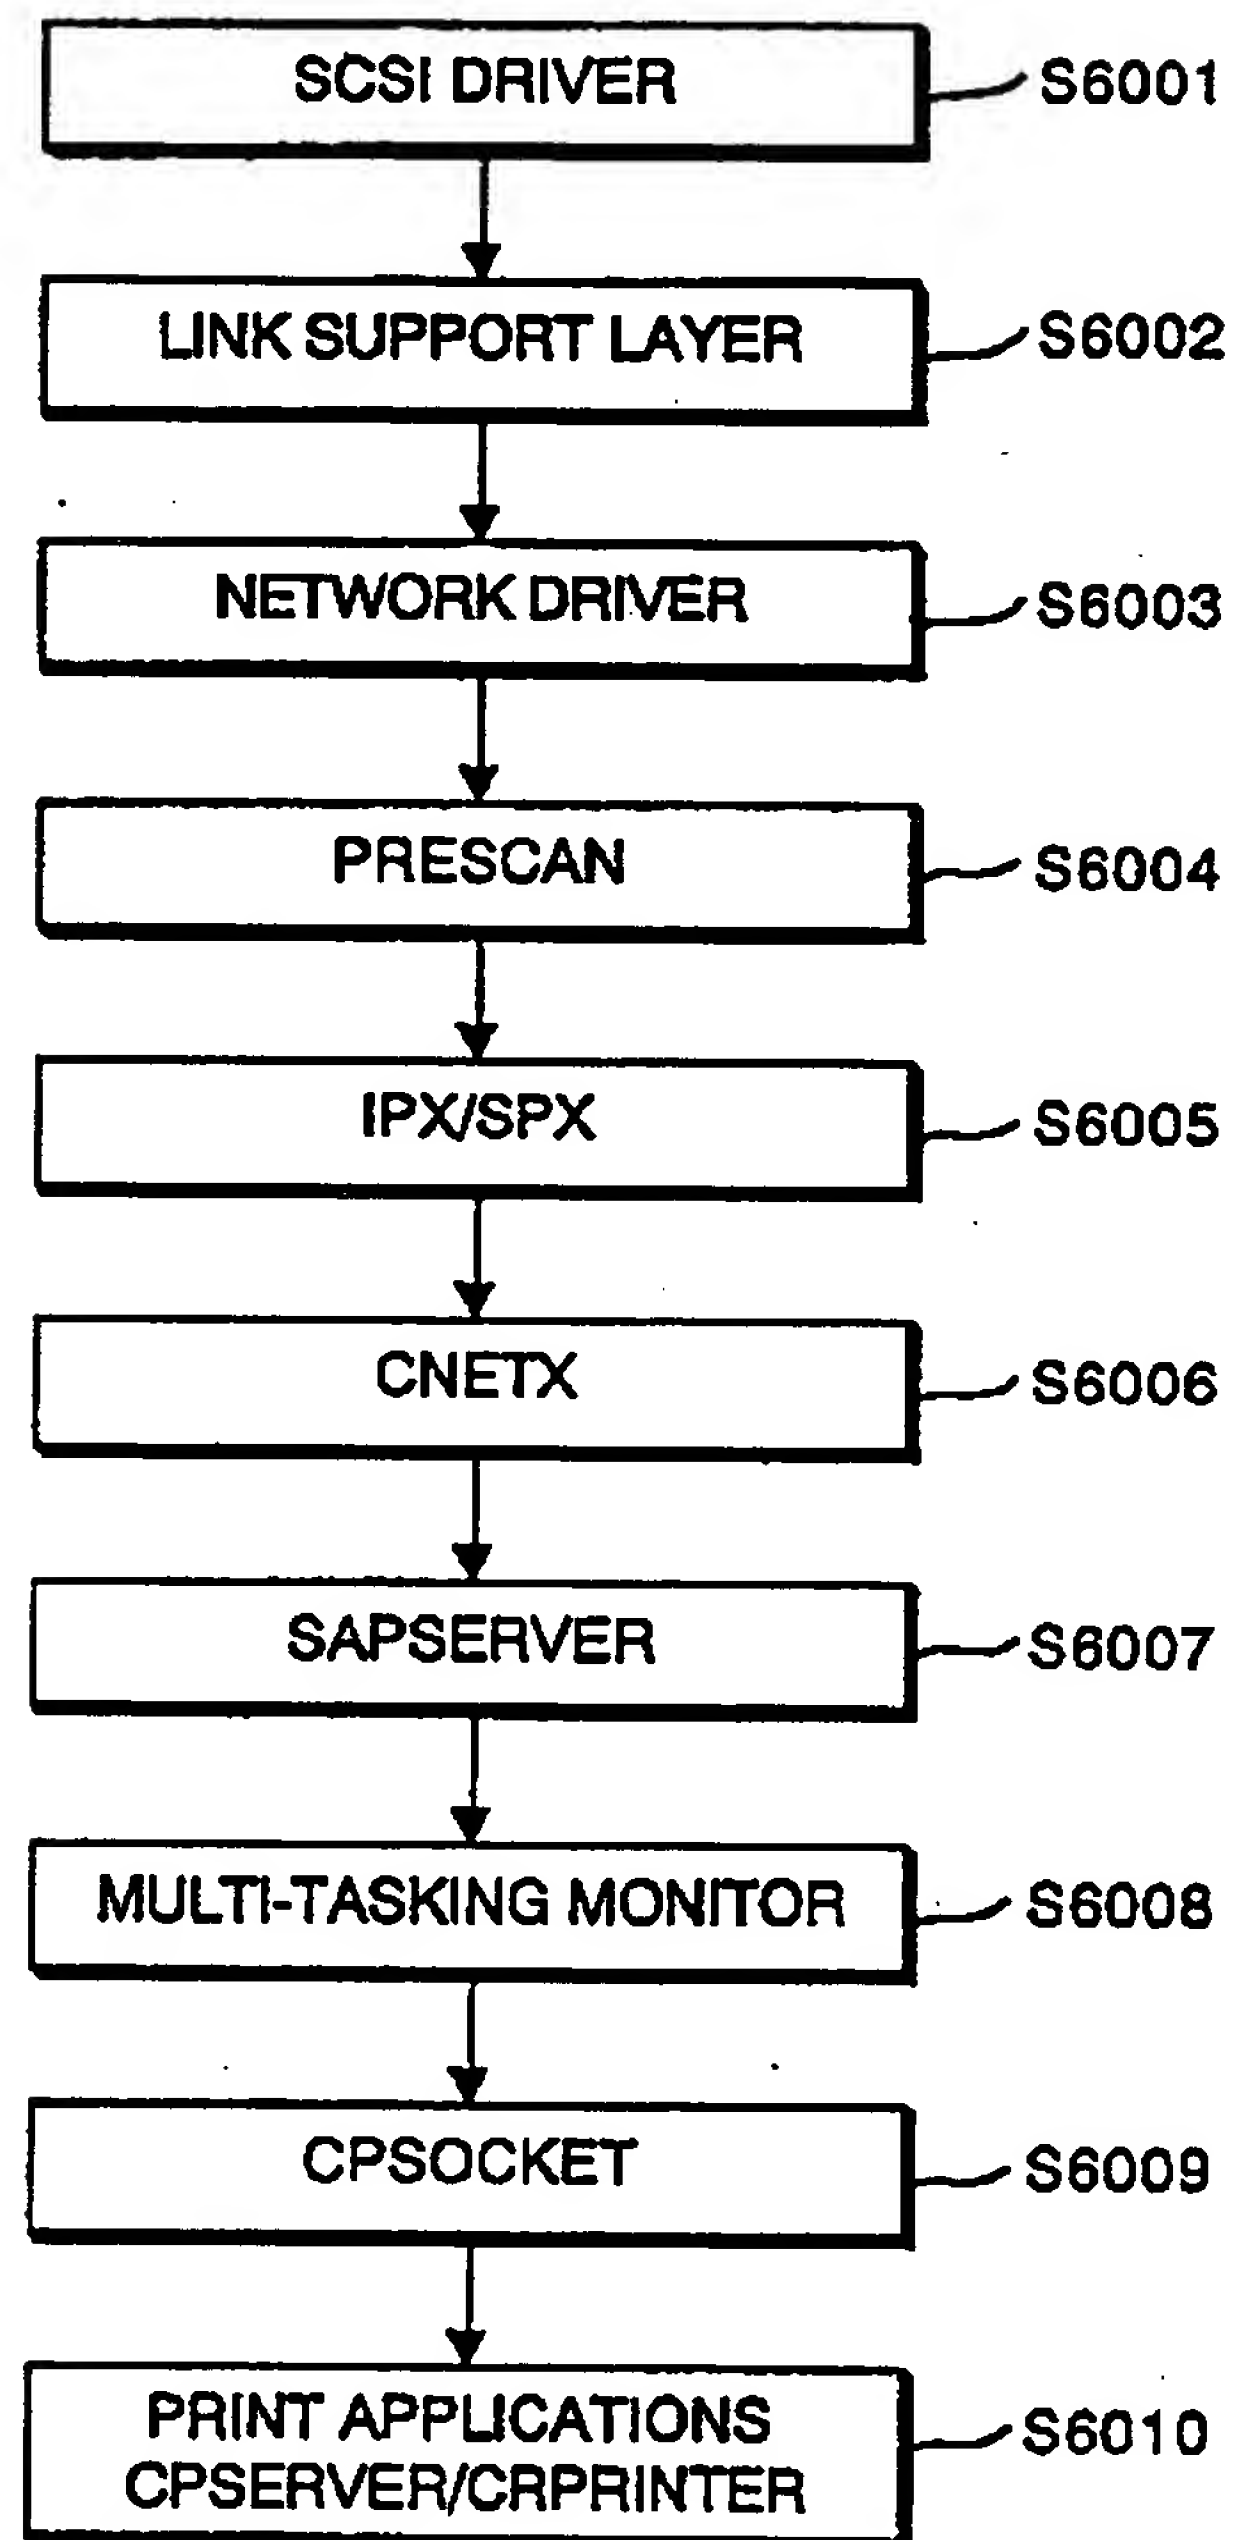 SCSI DRIVER
S6001
LINK SUPPORT LAYER
S6002
NETWORK DRIVER
S6003
PRESCAN
S6004
IPX/SPX
S6005
CNETX
S6006
SAPSERVER
S6007
MULTI-TASKING MONITOR
S6008
CPSOCKET
S6009
PRINT APPLICATIONS
CPSERVER/CRPRINTER
S6010